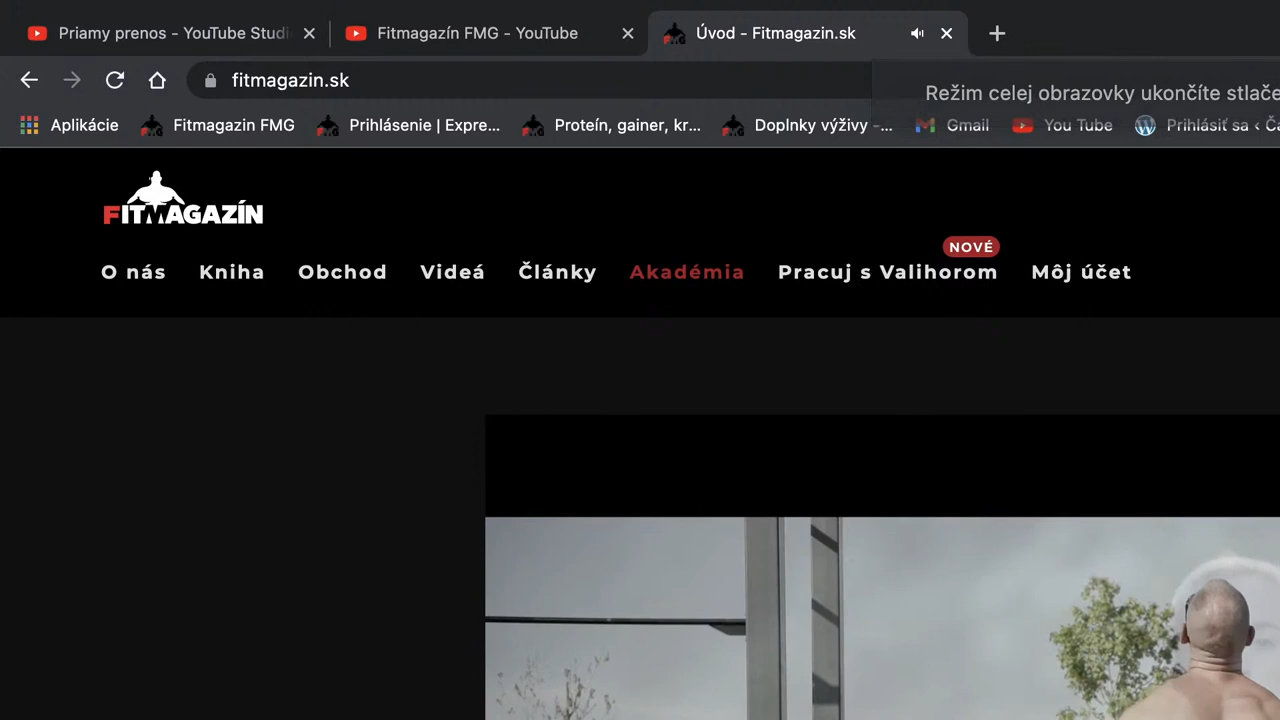 Priamy prenos - YouTube Studi
Fitmagazín FMG - YouTube
Úvod - Fitmagazin.sk
fitmagazin.sk
Režim celej obrazovky ukončíte stlače
Aplikácie
Fitmagazin FMG
Prihlásenie | Expre...
Proteín, gainer, kr...
Doplnky výživy -...
Gmail
You Tube
Prihlásiť sa ‹ Ča
FITMAGAZÍN
NOVÉ
O nás Kniha Obchod Videá Články Akadémia Pracuj s Valihorom Môj účet